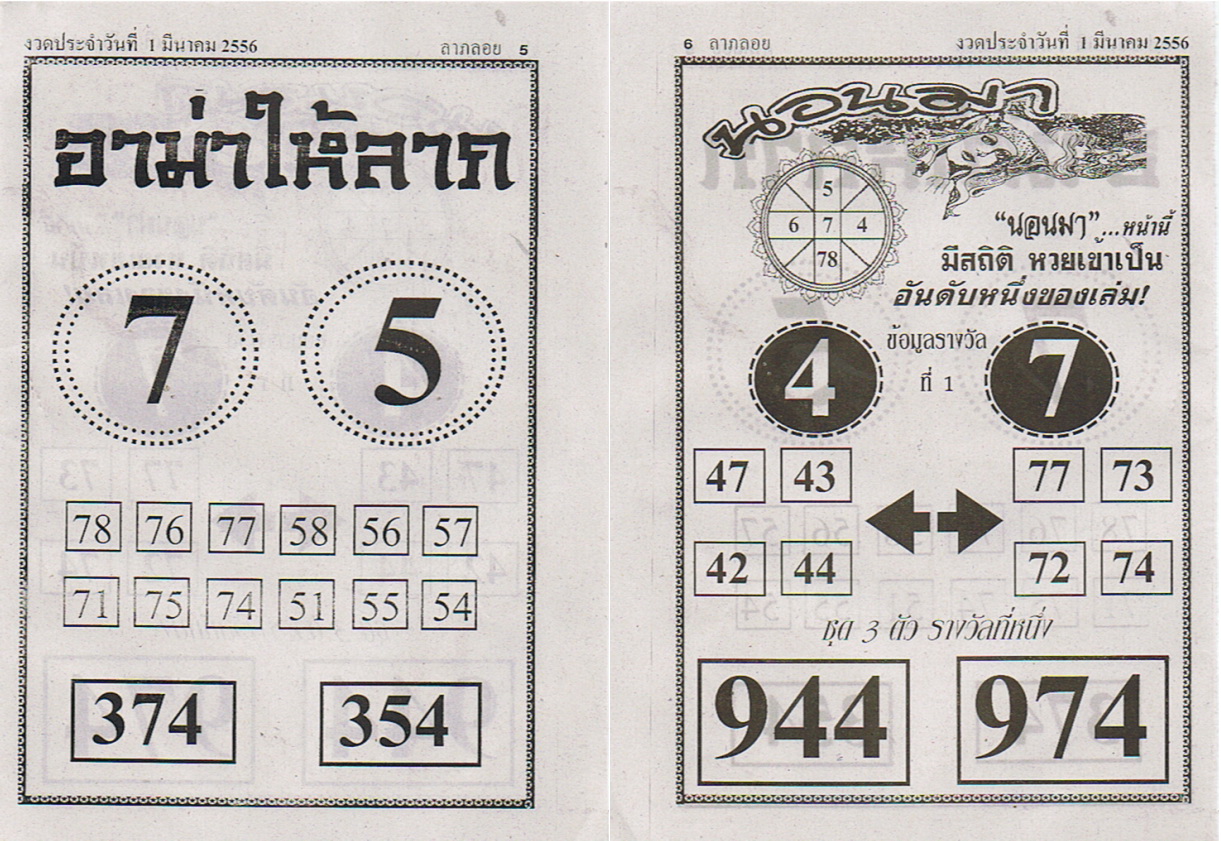 งวดประจำวันที่ 1 มีนาคม 2556
ลาภลอย 5
อาม่าให้ลาภ
7 5
78 76 77 58 56 57
71 75 74 51 55 54
374 354
6 ลาภลอย
งวดประจำวันที่ 1 มีนาคม 2556
นอนมา
5
6 7 4
78
“นอนมา”...หน้านี้
มีสถิติ หวยเข้าเป็น
อันดับหนึ่งของเล่ม!
4 ข้อมูลรางวัล 7
ที่ 1
47 43 77 73
42 44 72 74
ชุด 3 ตัว รางวัลที่หนึ่ง
944 974